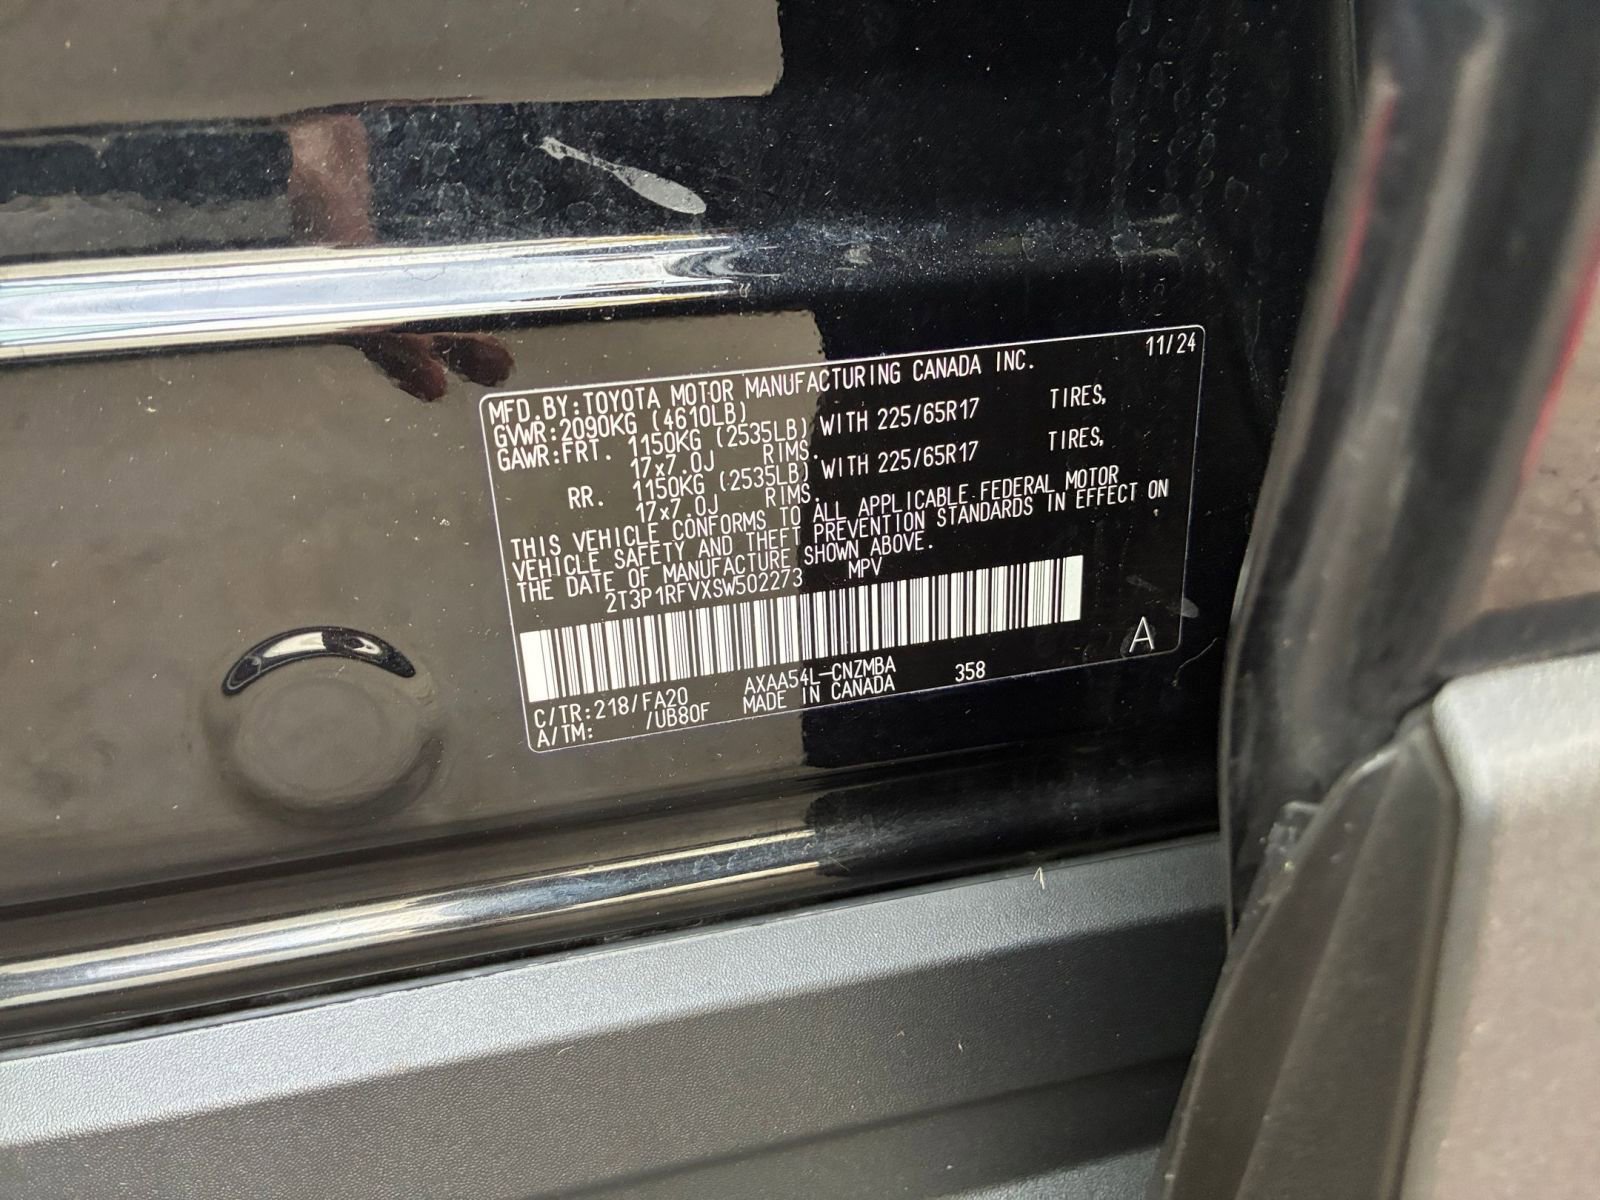 MFD.BY:TOYOTA MOTOR MANUFACTURING CANADA INC. 11/24
GVWR:2090KG (4610LB)
GAWR:FRT. 1150KG (2535LB) WITH 225/65R17 TIRES,
17x7.0J RIMS.
RR. 1150KG (2535LB) WITH 225/65R17 TIRES,
17x7.0J RIMS.
THIS VEHICLE CONFORMS TO ALL APPLICABLE FEDERAL MOTOR
VEHICLE SAFETY AND THEFT PREVENTION STANDARDS IN EFFECT ON
THE DATE OF MANUFACTURE SHOWN ABOVE.
2T3P1RFVXSW502273 MPV
A
C/TR:218/FA20 AXAA54L-CNZMBA 358
A/TM: /UB80F MADE IN CANADA